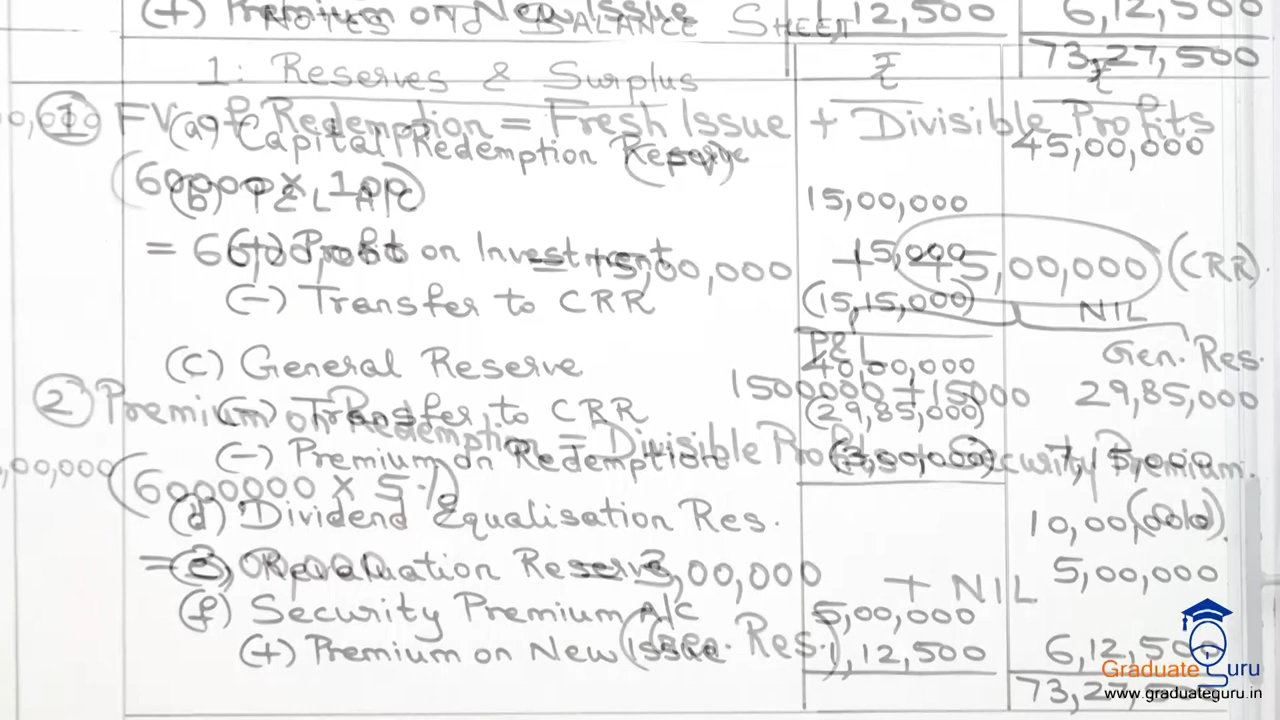 (+) Premium on New Issue 1,12,500 6,12,500
NOTES TO BALANCE SHEET
73,27,500
1: Reserves & Surplus ₹ ₹
① FV of Redemption = Fresh Issue + Divisible Profits
(a) Capital Redemption Reserve 45,00,000
(FV)
(60000 × 100)
(b) P & L A/c 15,00,000
(+) Profit on Investment 15,000
= 15,00,000 + 45,00,000 (CRR)
(-) Transfer to CRR (15,15,000) NIL
P&L Gen. Res.
(c) General Reserve 40,00,000
1500000 + 15000 29,85,000
(-) Transfer to CRR (29,85,000)
② Premium on Redemption = Divisible Profits Security Premium
(-) Premium on Redemption (3,00,000) 7,15,000
(6000000 × 5%)
(d) Dividend Equalisation Res. 10,00,000
(old)
(e) Revaluation Reserve 5,00,000
= 3,00,000 + NIL
(f) Security Premium A/c 5,00,000
(+) Premium on New Issue 1,12,500 6,12,500
(Gen. Res.)
73,27,500
Graduate Guru
www.graduateguru.in